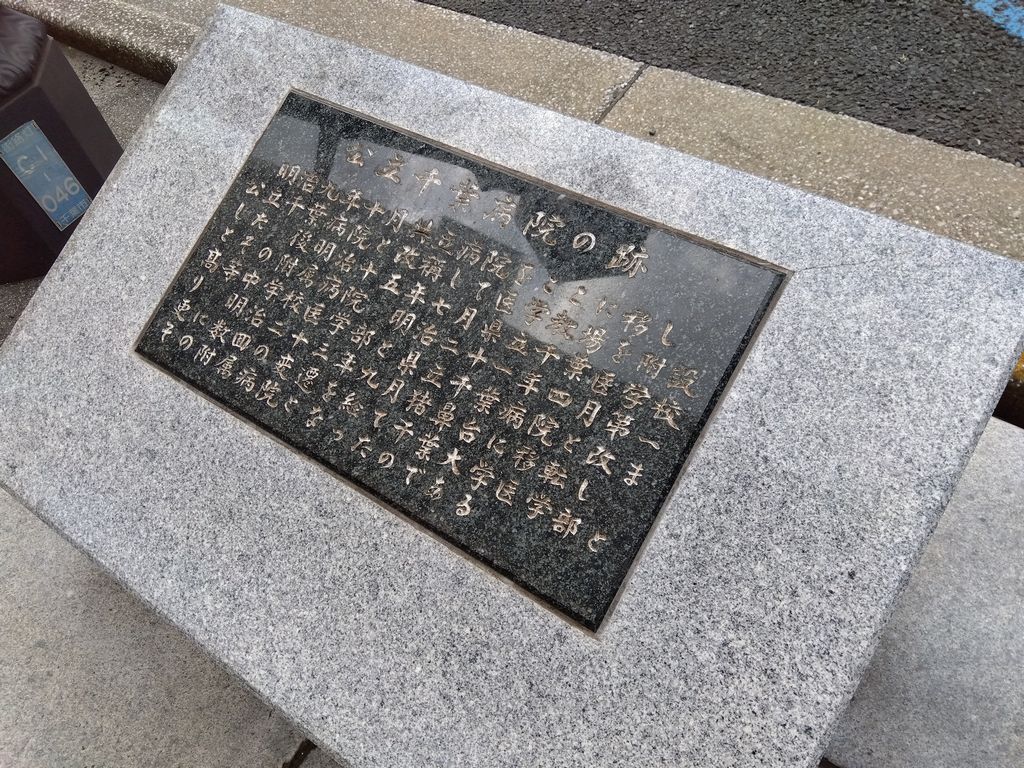 公立千葉病院の跡
明治九年十月共立病院をここに移し
公立千葉病院と改称して医学教場を附設
した 後明治十五年七月県立千葉医学校
とその附属病院 明治二十一年四月弟一
高等中学校医学部と県立千葉病院と改ま
り 明治二十三年九月猪鼻台に移転し
更に数回の変遷を経て千葉大学医学部と
その附属病院となったのである
C-1
-
046
千葉市